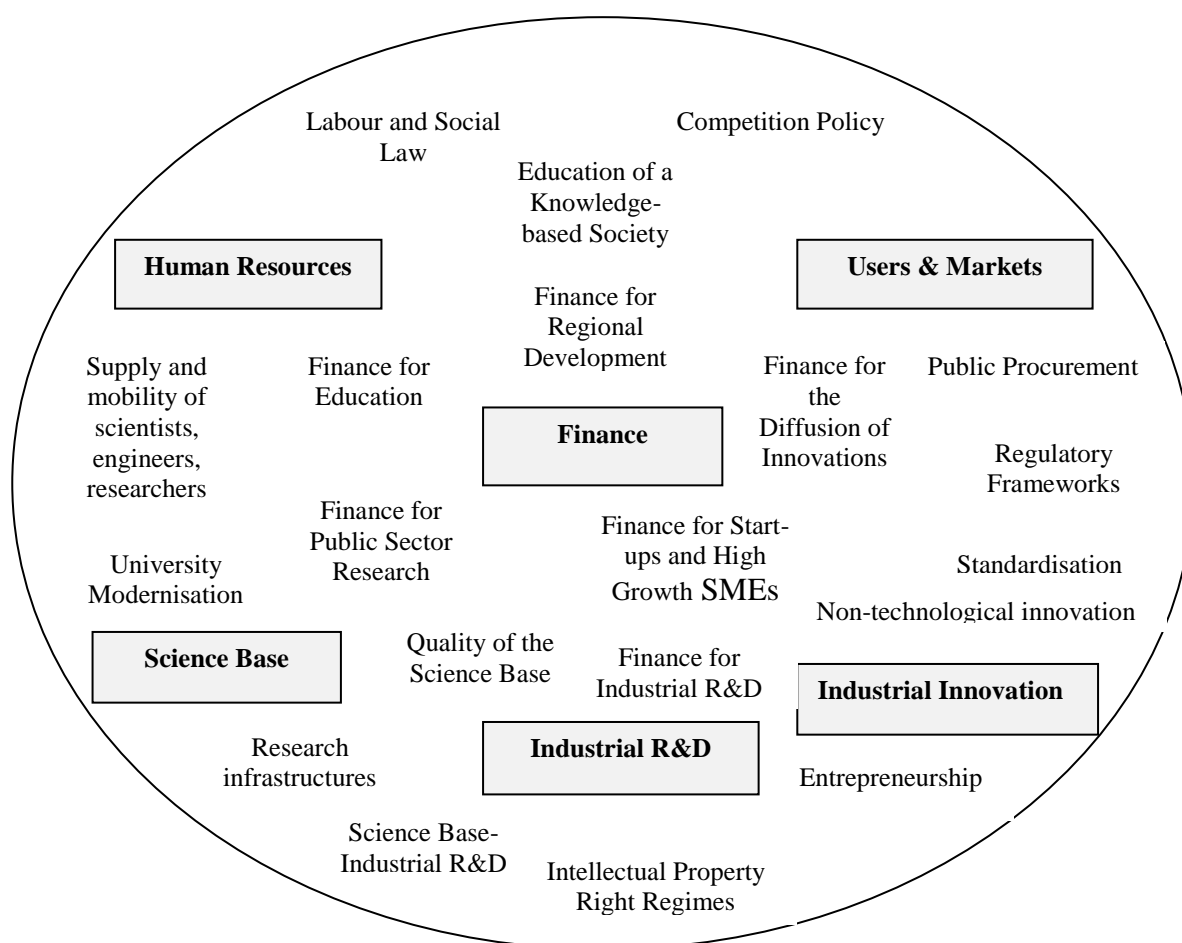 Labour and Social
Law
Competition Policy
Education of a
Knowledge-
based Society
Human Resources
Users & Markets
Finance for
Regional
Development
Supply and
mobility of
scientists,
engineers,
researchers
Finance for
Education
Finance for
the
Diffusion of
Innovations
Public Procurement
Finance
Regulatory
Frameworks
Finance for
Public Sector
Research
Finance for Start-
ups and High
Growth SMEs
University
Modernisation
Standardisation
Non-technological innovation
Science Base
Quality of the
Science Base
Finance for
Industrial R&D
Industrial Innovation
Research
infrastructures
Industrial R&D
Entrepreneurship
Science Base-
Industrial R&D
Intellectual Property
Right Regimes